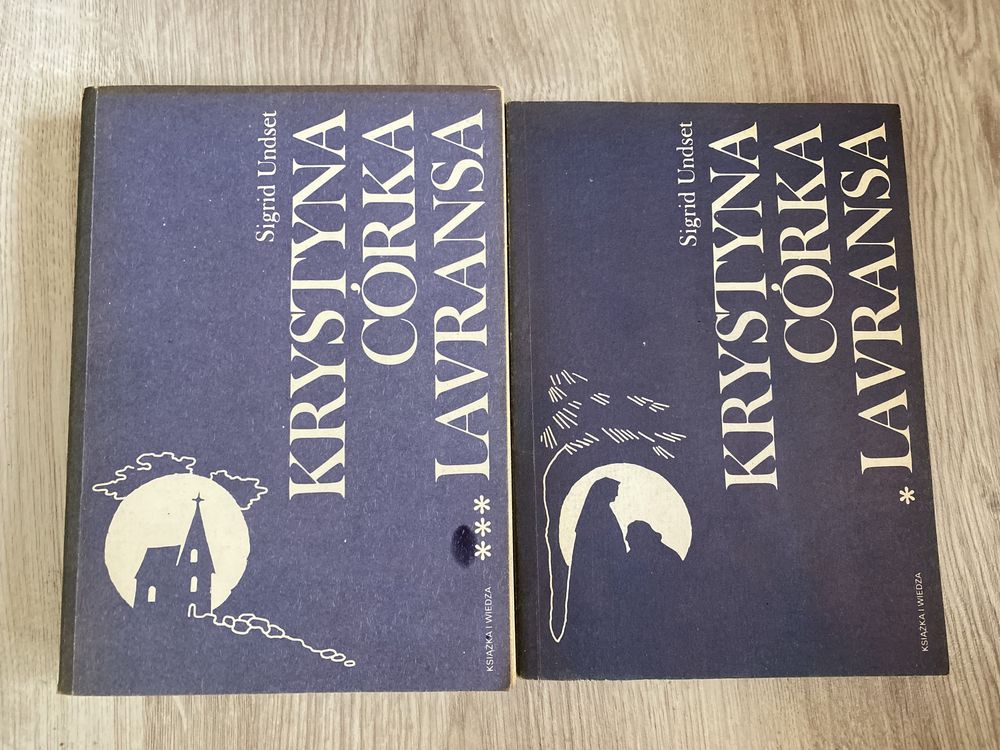 Sigrid Undset
KRYSTYNA
CÓRKA
LAVRANSA
***
KSIĄŻKA I WIEDZA
Sigrid Undset
KRYSTYNA
CÓRKA
LAVRANSA
*
KSIĄŻKA I WIEDZA